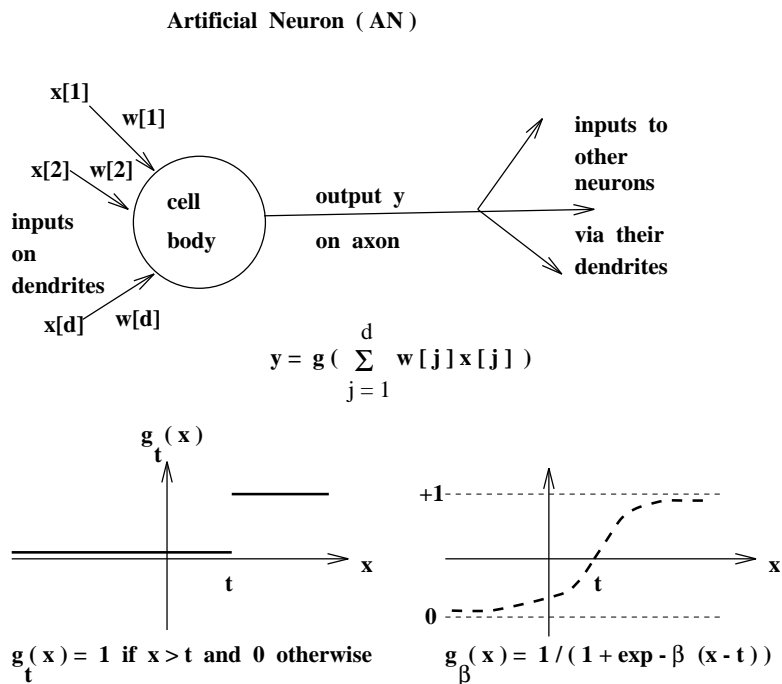 Artificial Neuron ( AN )
x[1]
w[1]
x[2]
w[2]
inputs
on
dendrites
x[d]
w[d]
cell
body
output y
on axon
inputs to
other
neurons
via their
dendrites
y = g ( Σ w [ j ] x [ j ] )
d
j = 1
g_t ( x )
x
t
g_t ( x ) = 1 if x > t and 0 otherwise
+1
0
t
x
g_β ( x ) = 1 / ( 1 + exp - β (x - t ) )